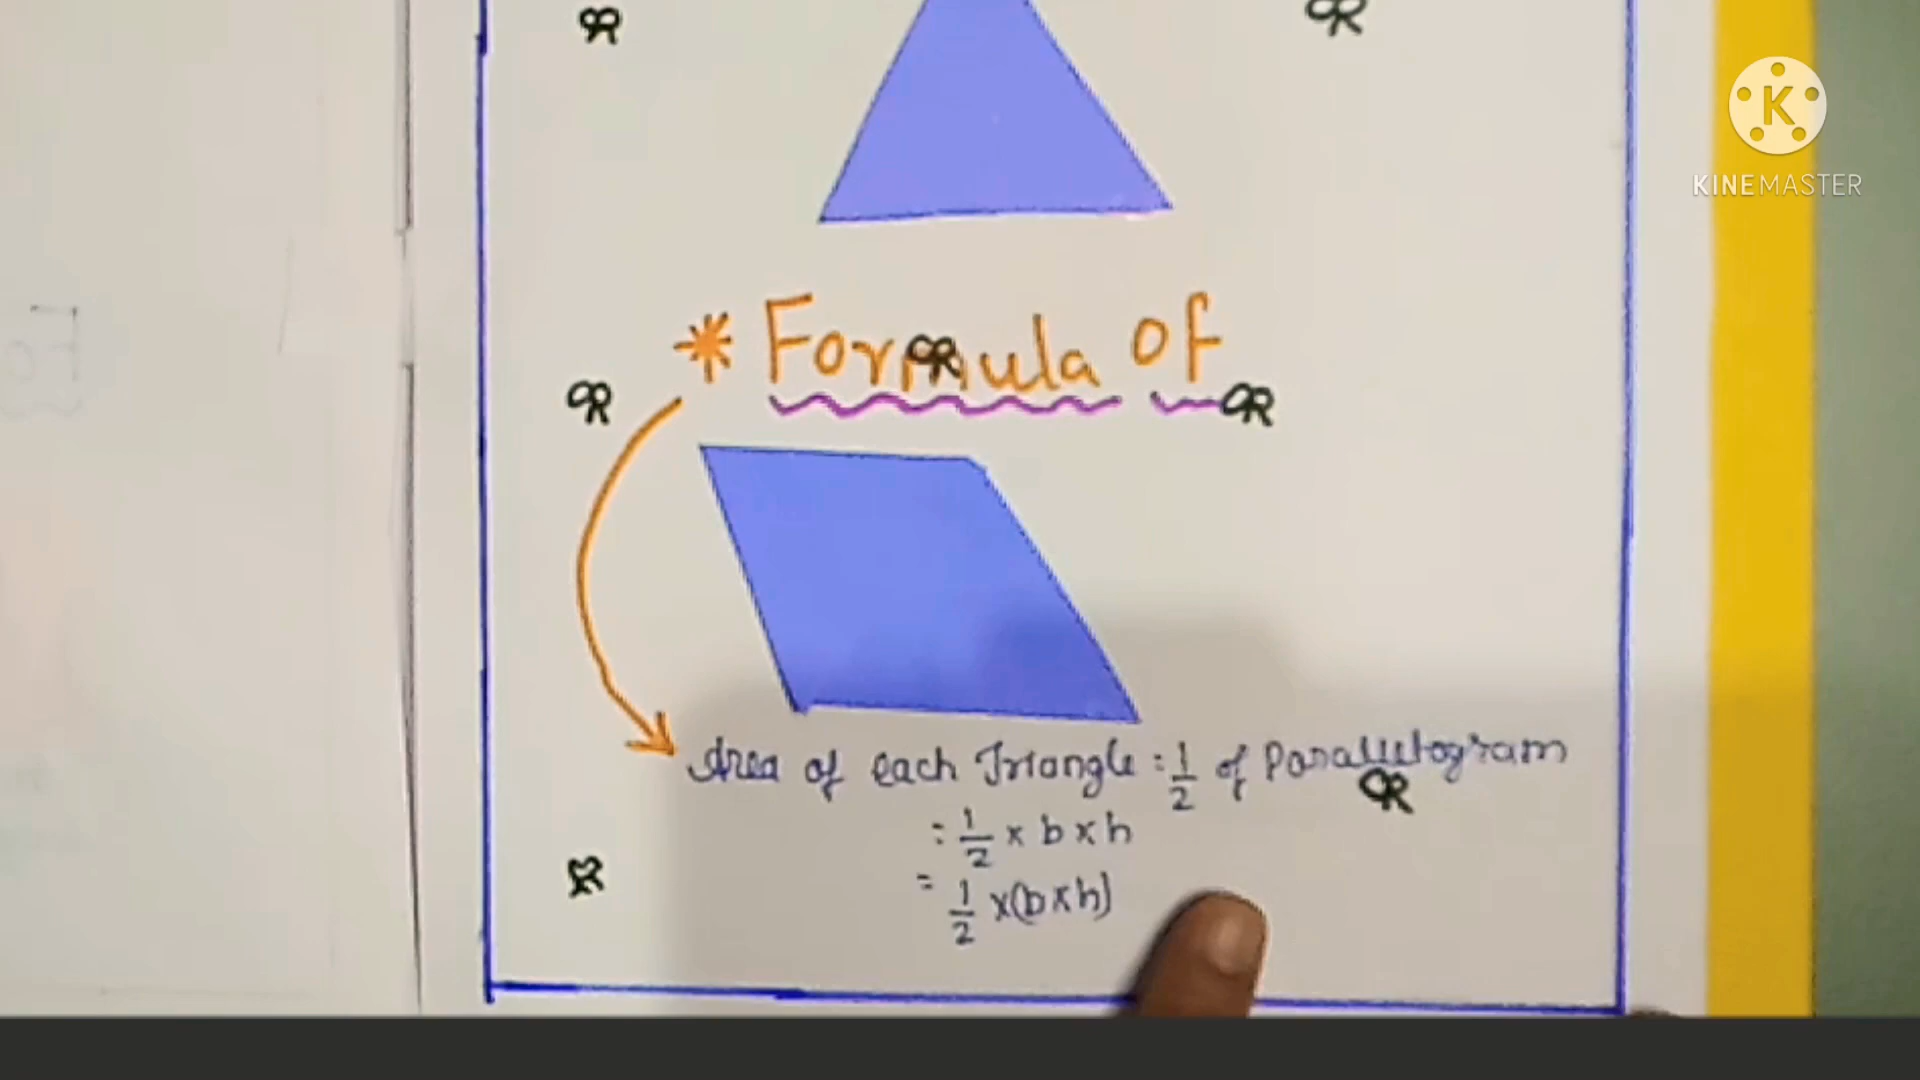 K
KINEMASTER
* Formula of
Area of each Triangle = 1/2 of Parallelogram
= 1/2 x b x h
= 1/2 x (b x h)